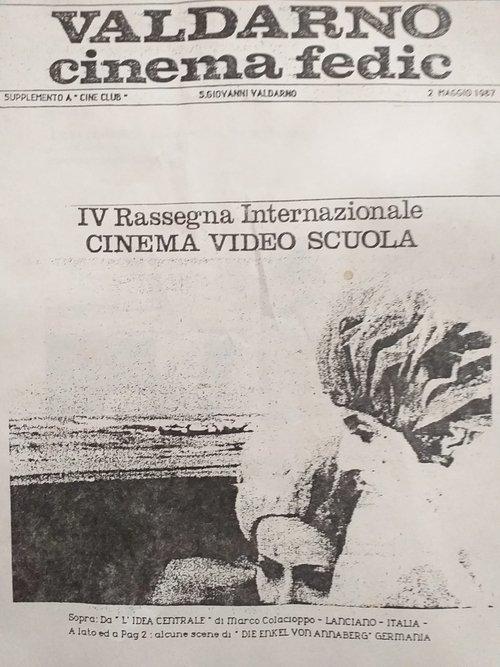 VALDARNO
cinema fedic
SUPPLEMENTO A " CINE CLUB " S.GIOVANNI VALDARNO 2 MAGGIO 1987
IV Rassegna Internazionale
CINEMA VIDEO SCUOLA
Sopra: Da " L' IDEA CENTRALE " di Marco Colacioppo - LANCIANO - ITALIA -
A lato ed a Pag 2 : alcune scene di " DIE ENKEL VON ANNABERG" GERMANIA